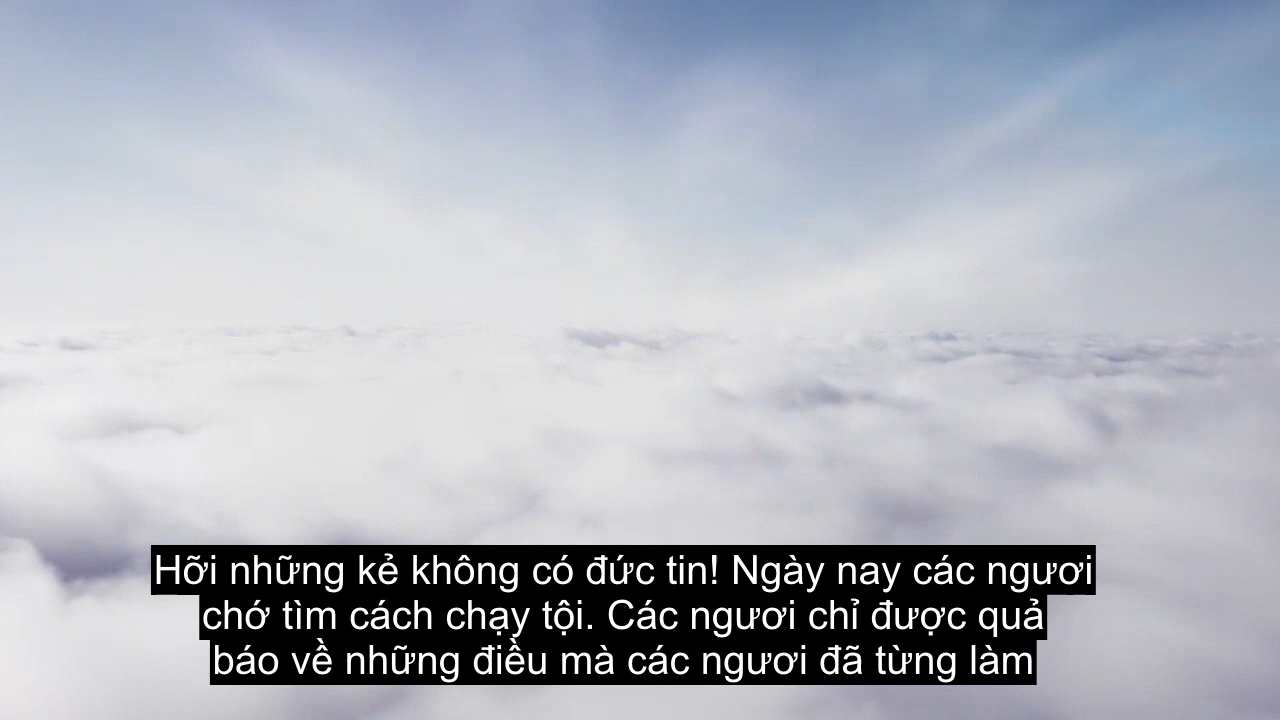 Hỡi những kẻ không có đức tin! Ngày nay các ngươi
chớ tìm cách chạy tội. Các ngươi chỉ được quả
báo về những điều mà các ngươi đã từng làm